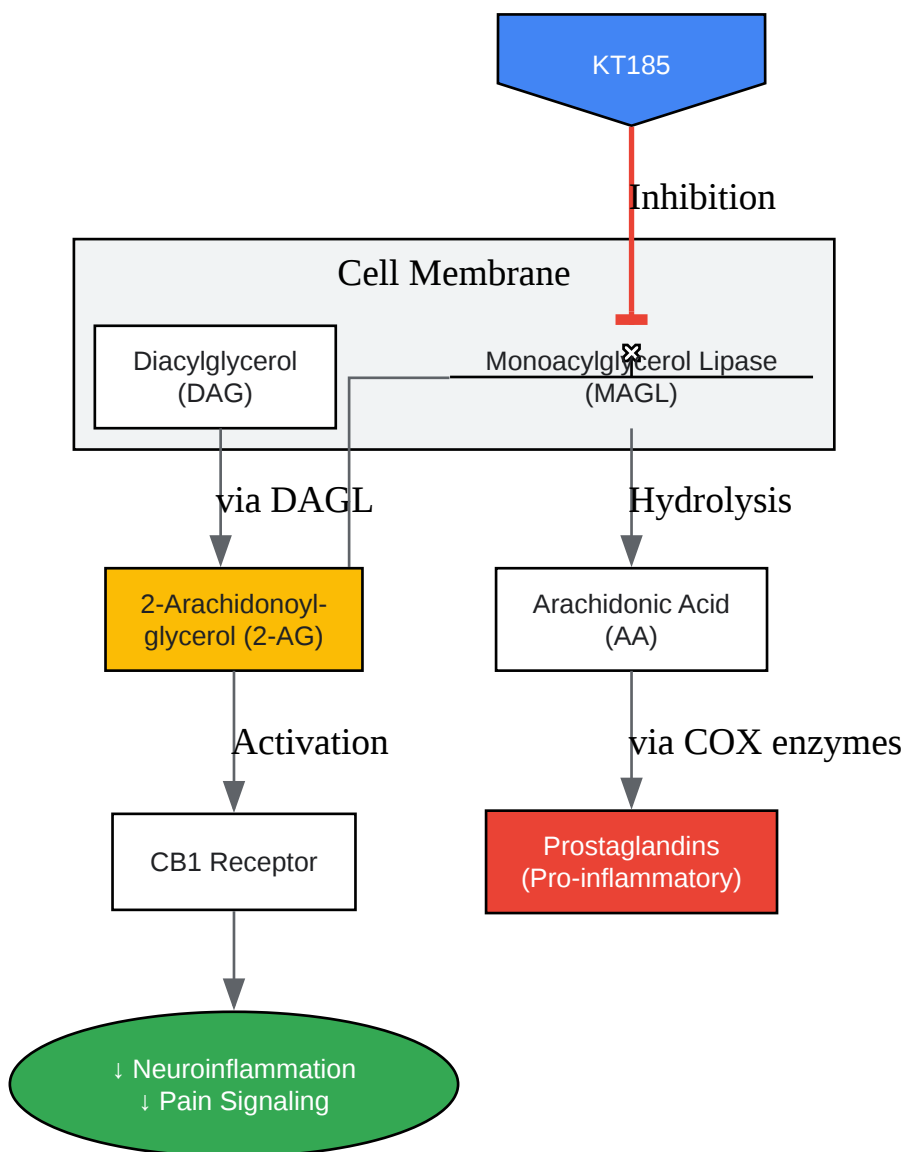 KT185
Inhibition
Cell Membrane
Diacylglycerol
(DAG)
Monoacylglycerol Lipase
(MAGL)
via DAGL
Hydrolysis
2-Arachidonoyl-
glycerol (2-AG)
Arachidonic Acid
(AA)
Activation
via COX enzymes
CB1 Receptor
Prostaglandins
(Pro-inflammatory)
↓ Neuroinflammation
↓ Pain Signaling